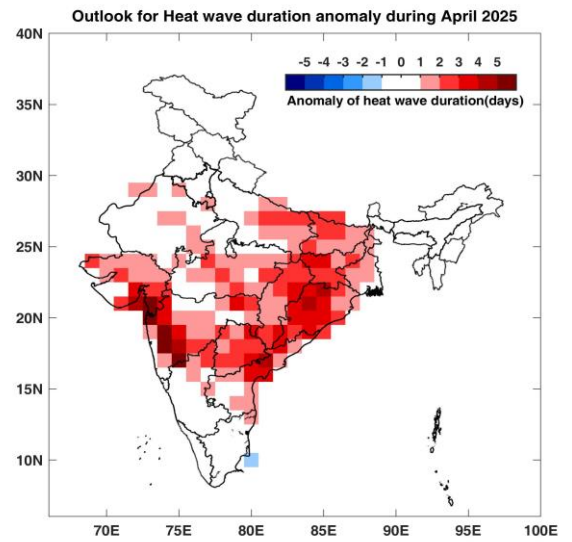 Outlook for Heat wave duration anomaly during April 2025
40N
-5 -4 -3 -2 -1 0 1 2 3 4 5
Anomaly of heat wave duration(days)
35N
30N
25N
20N
15N
10N
70E 75E 80E 85E 90E 95E 100E